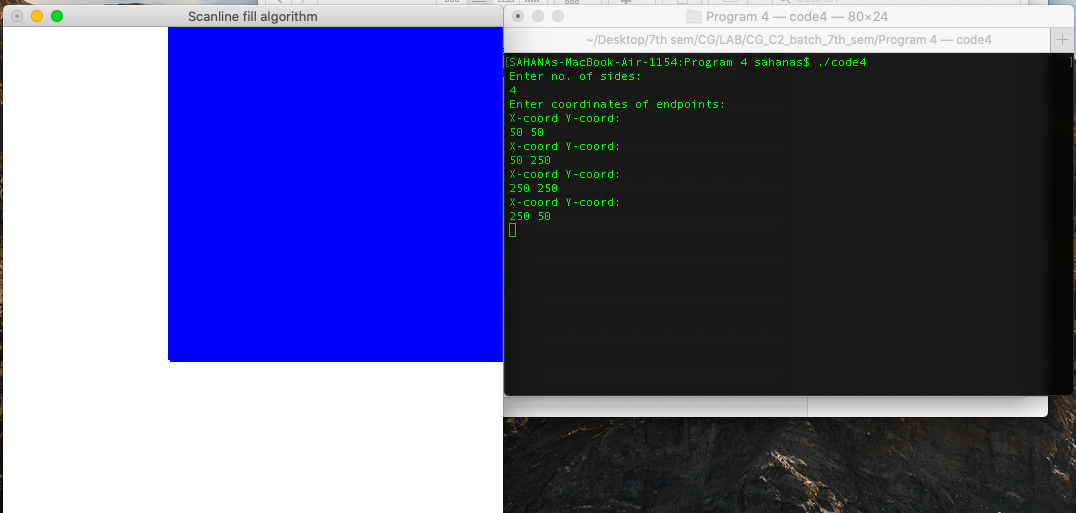 Scanline fill algorithm
Search
Program 4 — code4 — 80×24
~/Desktop/7th sem/CG/LAB/CG_C2_batch_7th_sem/Program 4 — code4
[SAHANAs-MacBook-Air-1154:Program 4 sahanas$ ./code4 ]
Enter no. of sides:
4
Enter coordinates of endpoints:
X-coord Y-coord:
50 50
X-coord Y-coord:
50 250
X-coord Y-coord:
250 250
X-coord Y-coord:
250 50